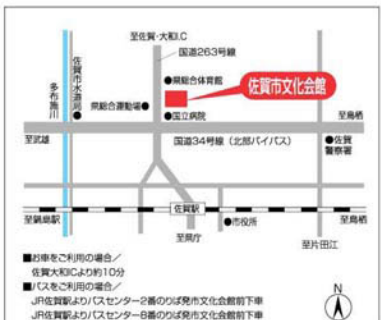 至佐賀・大和I.C
国道263号線
佐賀市水道局
多布施川
●県総合体育館
佐賀市文化会館
県総合運動場●
●国立病院
至鳥栖
至武雄
国道34号線（北部バイパス）
●佐賀
警察署
佐賀駅
至鍋島駅
●市役所
至鳥栖
至県庁
至片田江
■お車をご利用の場合／
佐賀大和ICより約10分
■バスをご利用の場合／
JR佐賀駅よりバスセンター2番のりば発市文化会館前下車
JR佐賀駅よりバスセンター8番のりば発市文化会館前下車
N